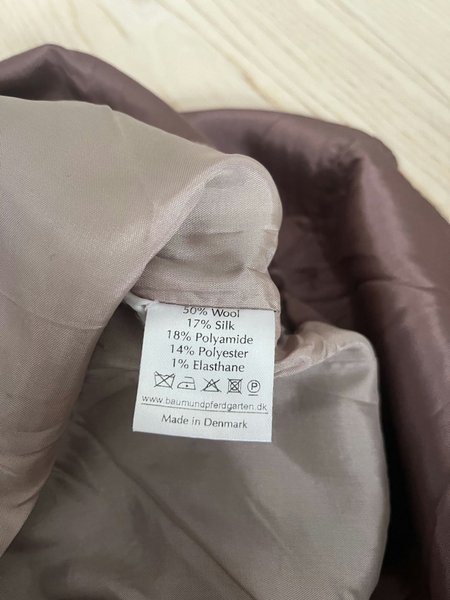 50% Wool
17% Silk
18% Polyamide
14% Polyester
1% Elasthane
P
www.baumundpferdgarten.dk
Made in Denmark